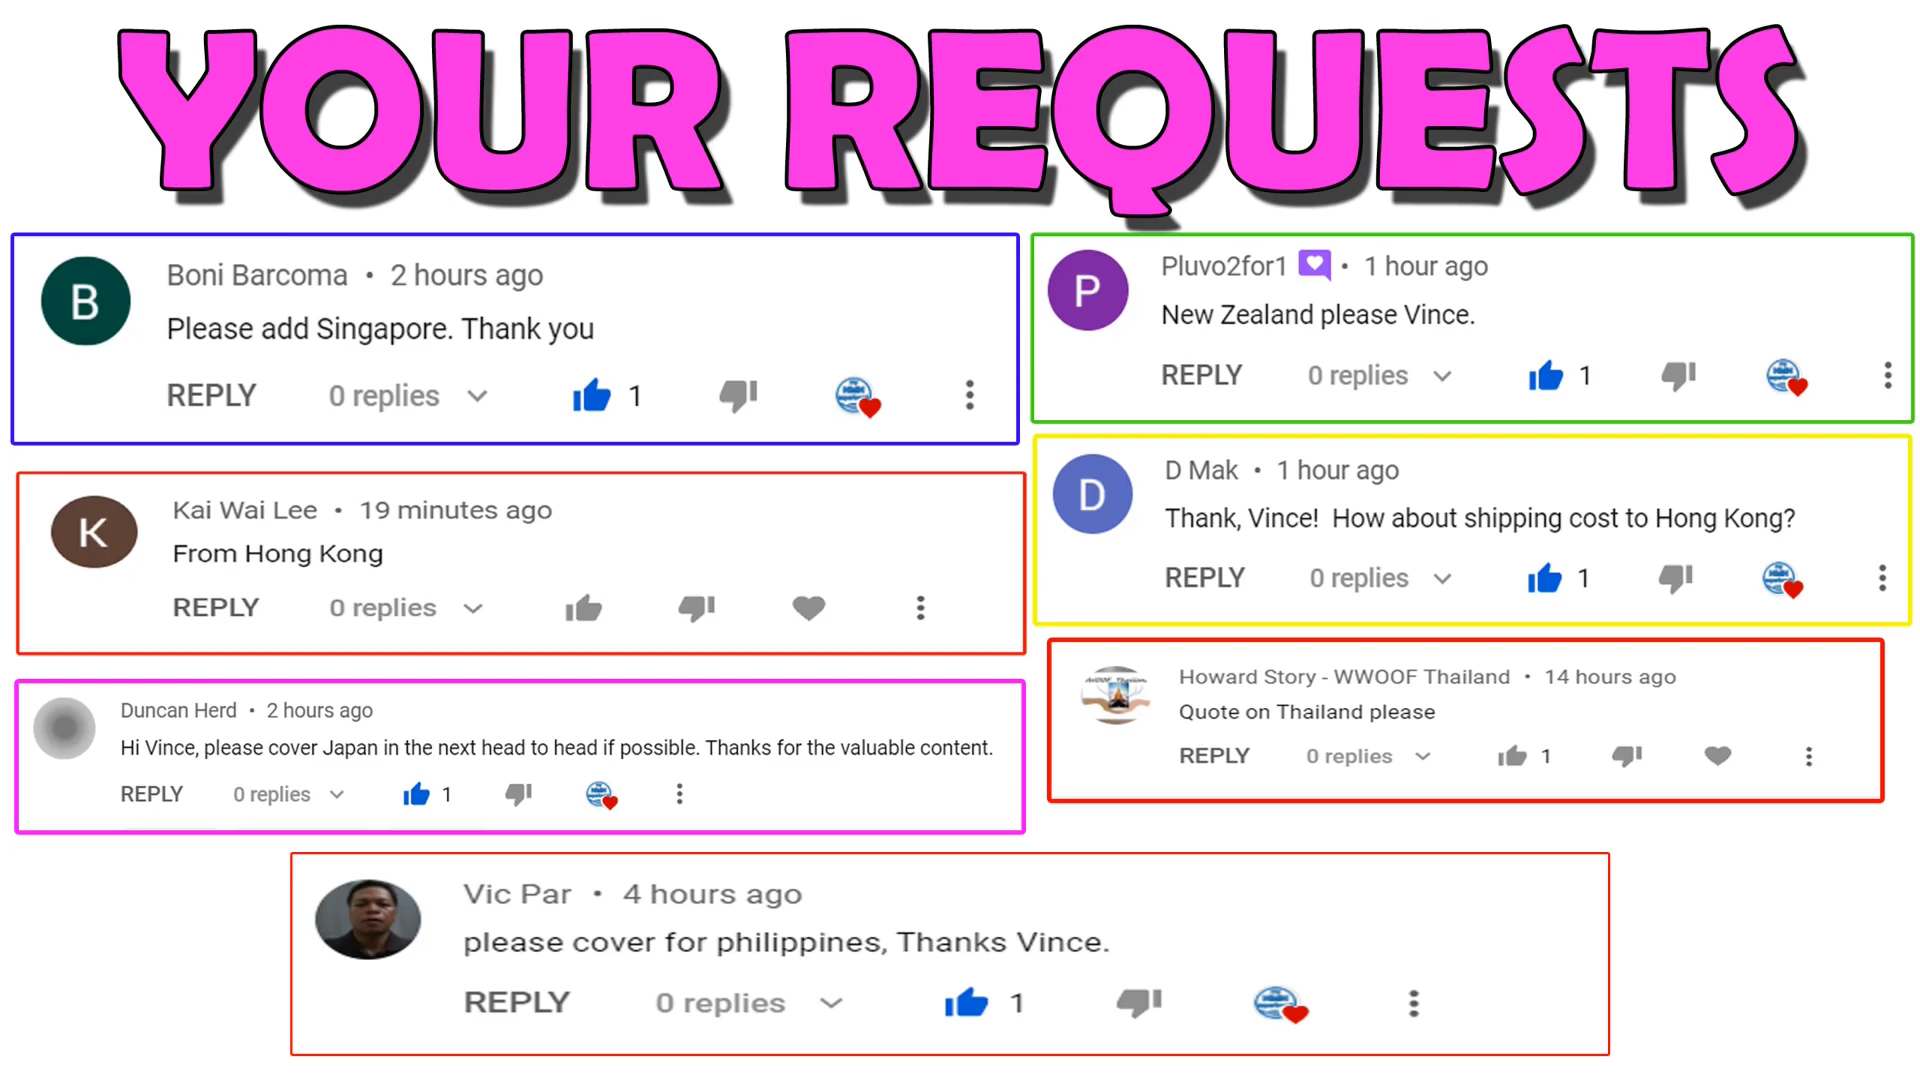 YOUR REQUESTS
B
Boni Barcoma • 2 hours ago
Please add Singapore. Thank you
REPLY 0 replies 1
P
Pluvo2for1 • 1 hour ago
New Zealand please Vince.
REPLY 0 replies 1
K
Kai Wai Lee • 19 minutes ago
From Hong Kong
REPLY 0 replies
D
D Mak • 1 hour ago
Thank, Vince! How about shipping cost to Hong Kong?
REPLY 0 replies 1
Duncan Herd • 2 hours ago
Hi Vince, please cover Japan in the next head to head if possible. Thanks for the valuable content.
REPLY 0 replies 1
Howard Story - WWOOF Thailand • 14 hours ago
Quote on Thailand please
REPLY 0 replies 1
Vic Par • 4 hours ago
please cover for philippines, Thanks Vince.
REPLY 0 replies 1